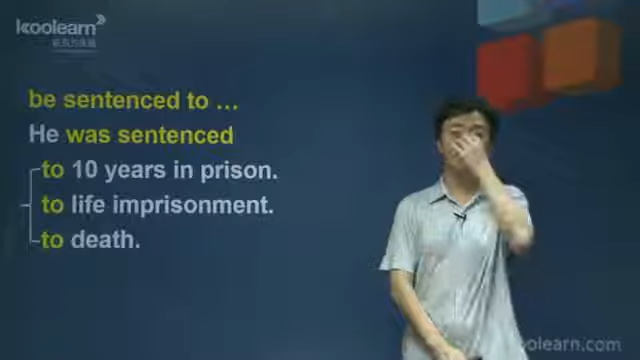 koolearn
新东方在线
be sentenced to …
He was sentenced
to 10 years in prison.
to life imprisonment.
to death.
oolearn.com